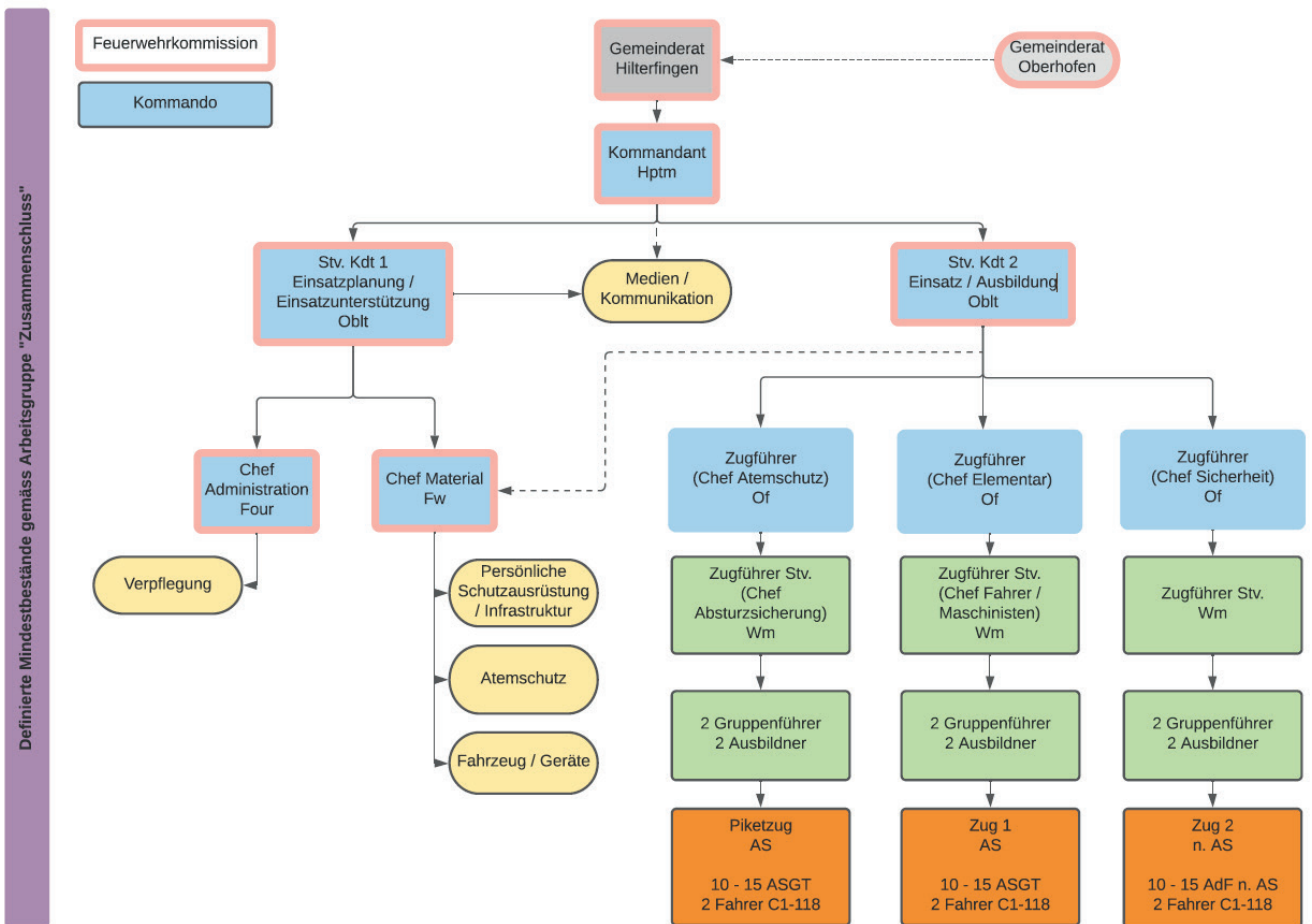 Definierte Mindestbestände gemäss Arbeitsgruppe "Zusammenschluss"
Feuerwehrkommission
Kommando
Gemeinderat
Hilterfingen
Gemeinderat
Oberhofen
Kommandant
Hptm
Stv. Kdt 1
Einsatzplanung /
Einsatzunterstützung
Oblt
Medien /
Kommunikation
Stv. Kdt 2
Einsatz / Ausbildung
Oblt
Chef
Administration
Four
Chef Material
Fw
Verpflegung
Persönliche
Schutzausrüstung
/ Infrastruktur
Atemschutz
Fahrzeug / Geräte
Zugführer
(Chef Atemschutz)
Of
Zugführer
(Chef Elementar)
Of
Zugführer
(Chef Sicherheit)
Of
Zugführer Stv.
(Chef
Absturzsicherung)
Wm
Zugführer Stv.
(Chef Fahrer /
Maschinisten)
Wm
Zugführer Stv.
Wm
2 Gruppenführer
2 Ausbildner
2 Gruppenführer
2 Ausbildner
2 Gruppenführer
2 Ausbildner
Piketzug
AS
10 - 15 ASGT
2 Fahrer C1-118
Zug 1
AS
10 - 15 ASGT
2 Fahrer C1-118
Zug 2
n. AS
10 - 15 AdF n. AS
2 Fahrer C1-118